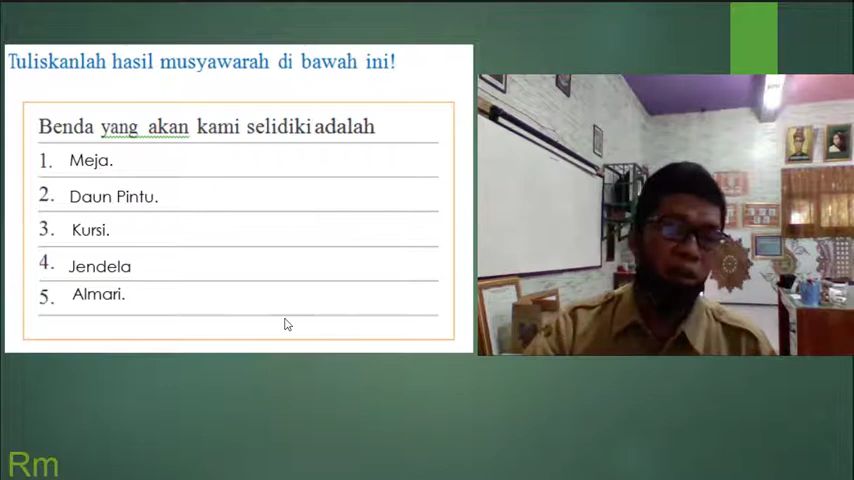 Tuliskanlah hasil musyawarah di bawah ini!
Benda yang akan kami selidiki adalah
1. Meja.
2. Daun Pintu.
3. Kursi.
4. Jendela
5. Almari.
Rm